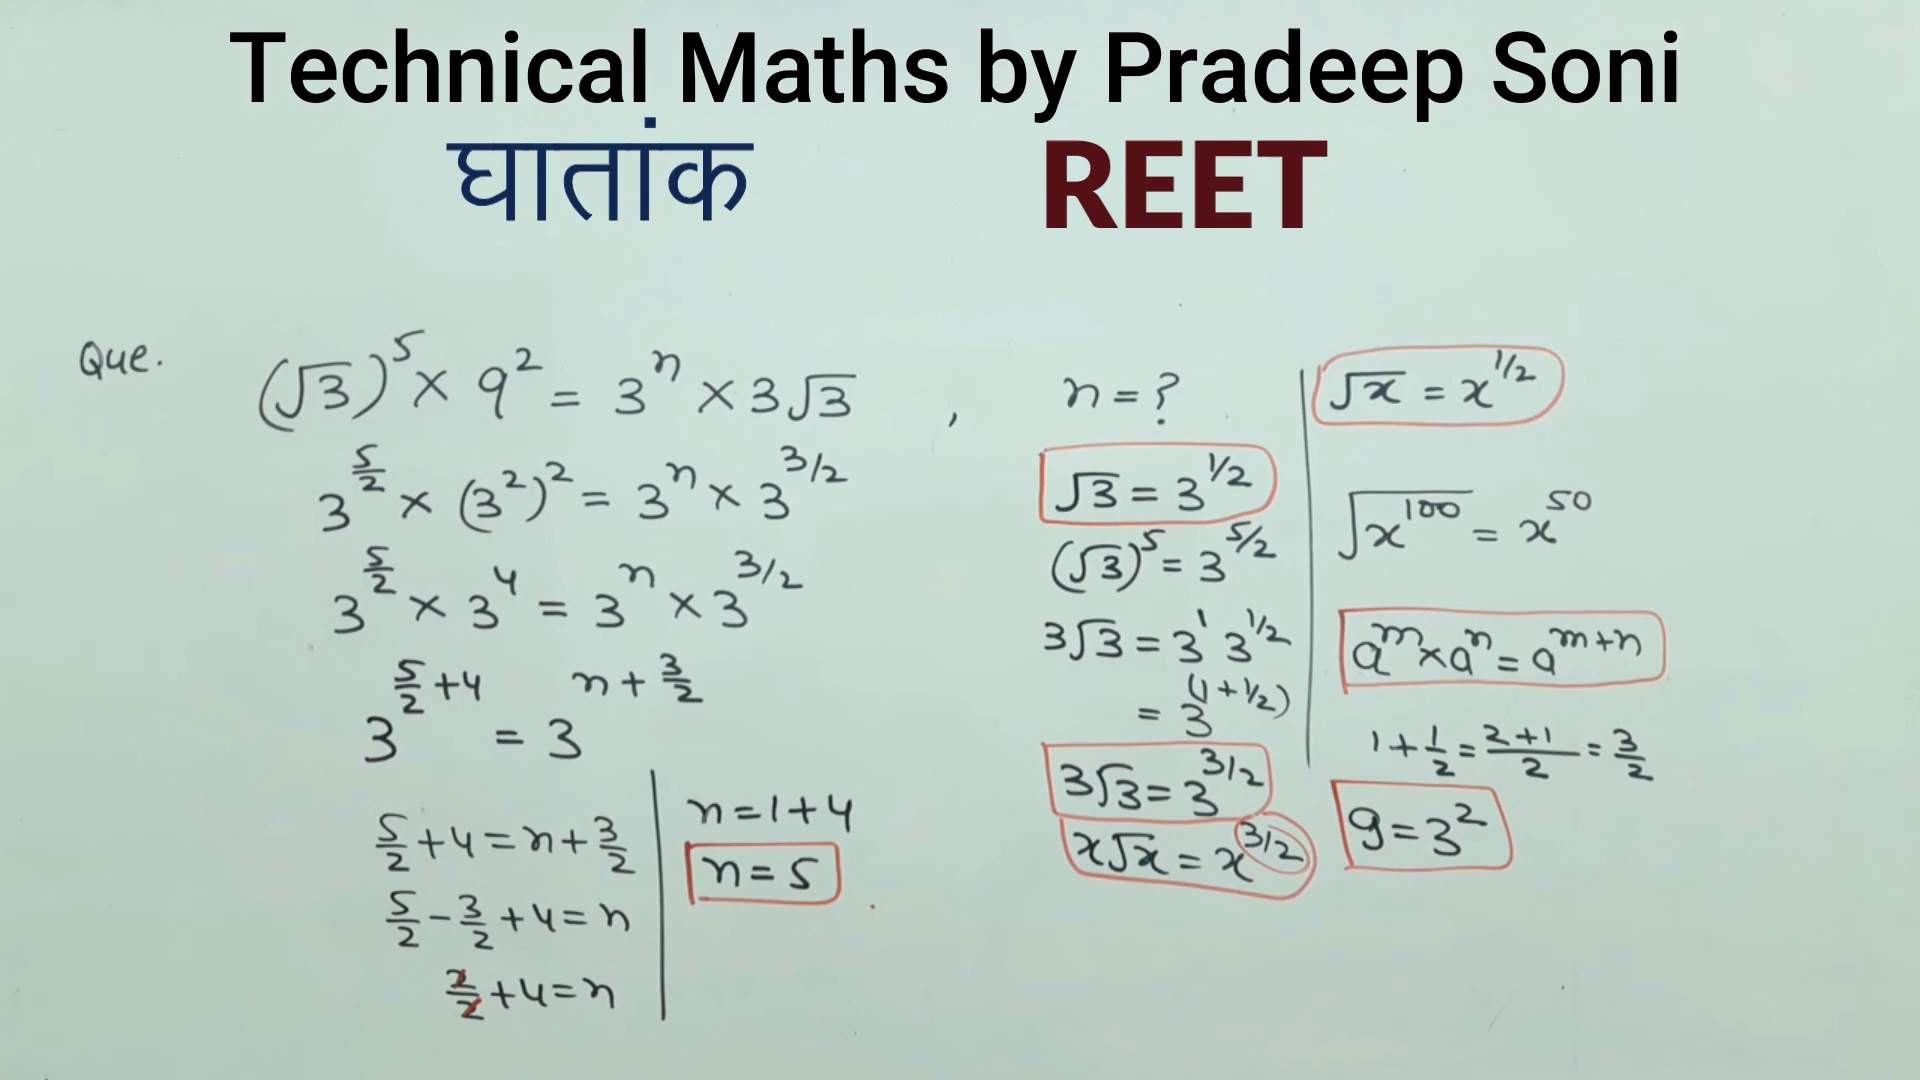 Technical Maths by Pradeep Soni
घातांक REET
Que. (√3)^5 × 9^2 = 3^n × 3√3 , n = ?
3^(5/2) × (3^2)^2 = 3^n × 3^(3/2)
3^(5/2) × 3^4 = 3^n × 3^(3/2)
3^(5/2+4) = 3^(n+3/2)
5/2 + 4 = n + 3/2
5/2 - 3/2 + 4 = n
2/2 + 4 = n
n = 1 + 4
n = 5
√3 = 3^(1/2)
(√3)^5 = 3^(5/2)
3√3 = 3^1 3^(1/2)
= 3^(1+1/2)
3√3 = 3^(3/2)
x√x = x^(3/2)
√x = x^(1/2)
√x^100 = x^50
a^m × a^n = a^(m+n)
1 + 1/2 = (2+1)/2 = 3/2
9 = 3^2